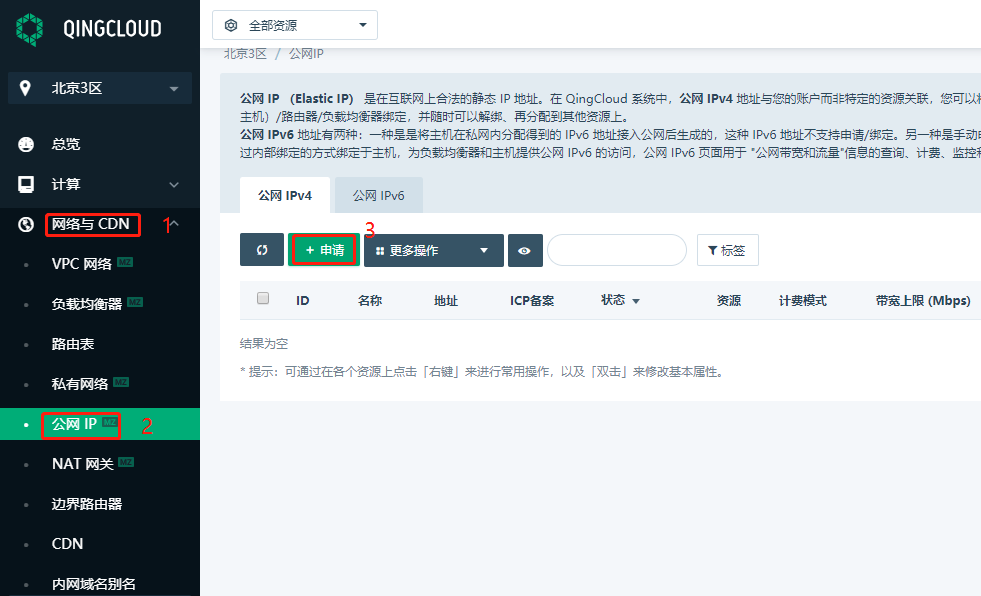 QINGCLOUD
全部资源
北京3区
北京3区 / 公网IP
总览
计算
网络与 CDN 1
VPC 网络 MZ
负载均衡器 MZ
路由表
私有网络 MZ
公网 IP MZ 2
NAT 网关 MZ
边界路由器
CDN
内网域名别名
公网 IP （Elastic IP） 是在互联网上合法的静态 IP 地址。在 QingCloud 系统中，公网 IPv4 地址与您的账户而非特定的资源关联，您可以将
主机）/路由器/负载均衡器绑定，并随时可以解绑、再分配到其他资源上。
公网 IPv6 地址有两种：一种是是将主机在私网内分配得到的 IPv6 地址接入公网后生成的，这种 IPv6 地址不支持申请/绑定。另一种是手动申
过内部绑定的方式绑定于主机，为负载均衡器和主机提供公网 IPv6 的访问，公网 IPv6 页面用于 "公网带宽和流量"信息的查询、计费、监控和
公网 IPv4 公网 IPv6
3
+ 申请 更多操作 标签
ID 名称 地址 ICP备案 状态 资源 计费模式 带宽上限 (Mbps)
结果为空
* 提示：可通过在各个资源上点击「右键」来进行常用操作，以及「双击」来修改基本属性。